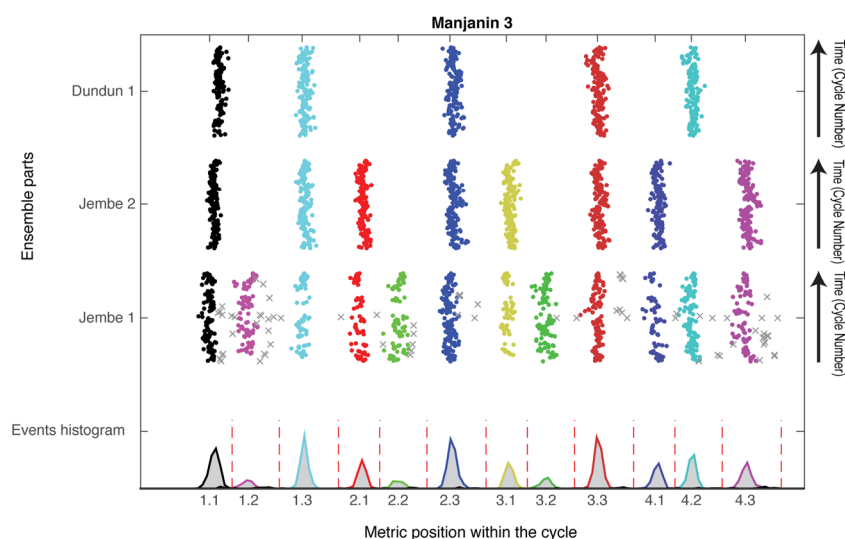 Manjanin 3
Dundun 1
Jembe 2
Jembe 1
Events histogram
Ensemble parts
Time (Cycle Number)
Time (Cycle Number)
Time (Cycle Number)
1.1 1.2 1.3 2.1 2.2 2.3 3.1 3.2 3.3 4.1 4.2 4.3
Metric position within the cycle